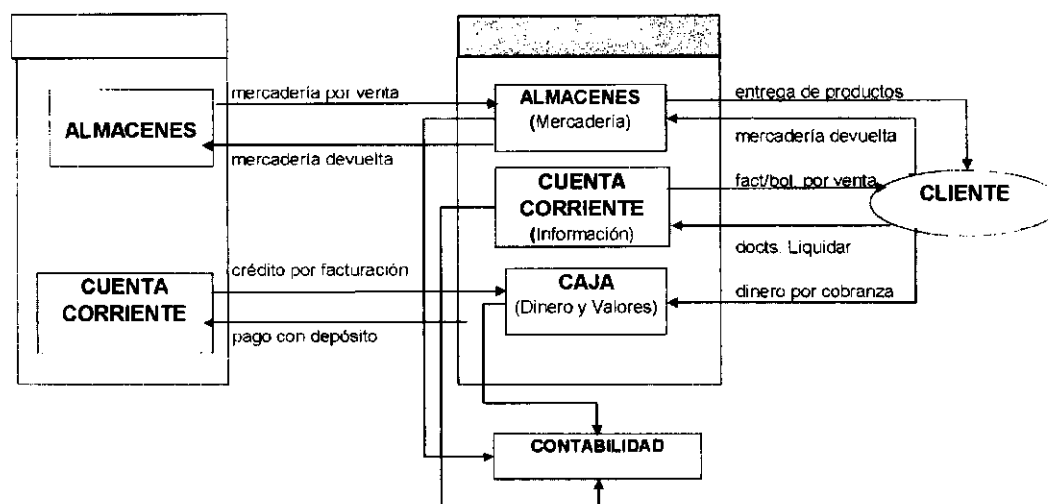 mercadería por venta
ALMACENES
mercadería devuelta
crédito por facturación
CUENTA
CORRIENTE
pago con depósito
ALMACENES
(Mercadería)
CUENTA
CORRIENTE
(Información)
CAJA
(Dinero y Valores)
entrega de productos
mercadería devuelta
fact/bol. por venta
docts. Liquidar
dinero por cobranza
CLIENTE
CONTABILIDAD